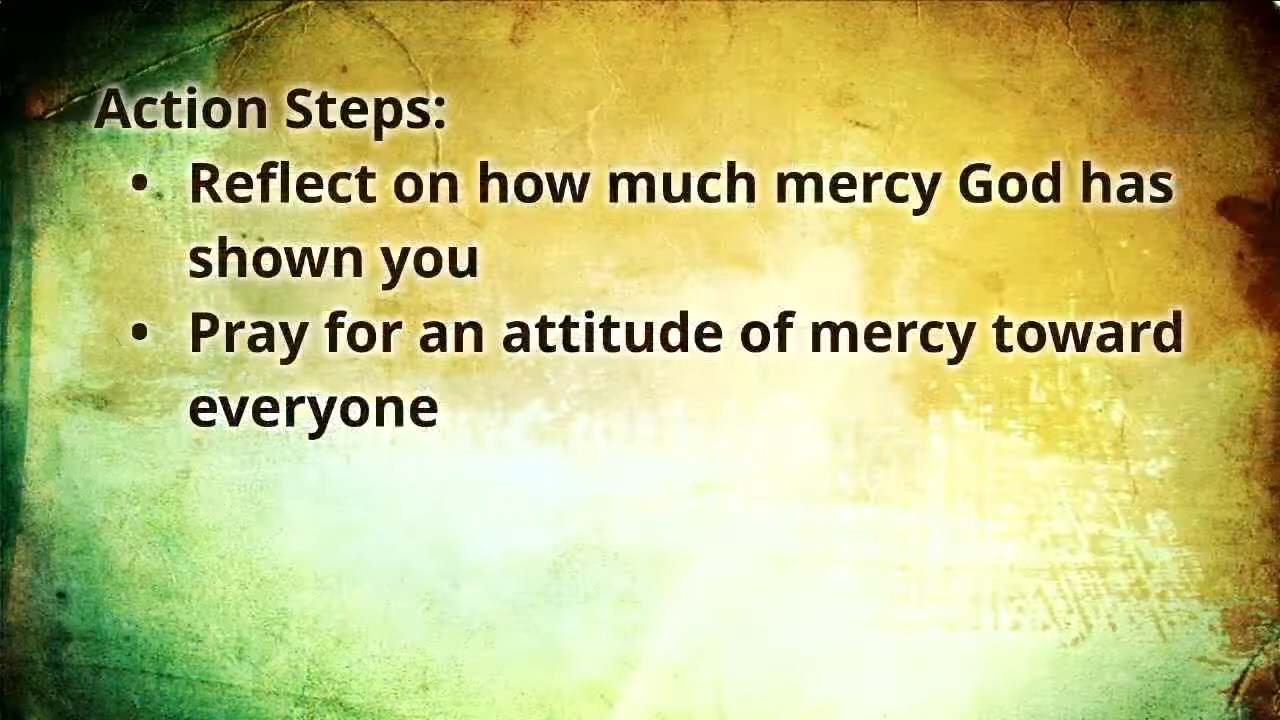 Action Steps:
• Reflect on how much mercy God has
shown you
• Pray for an attitude of mercy toward
everyone